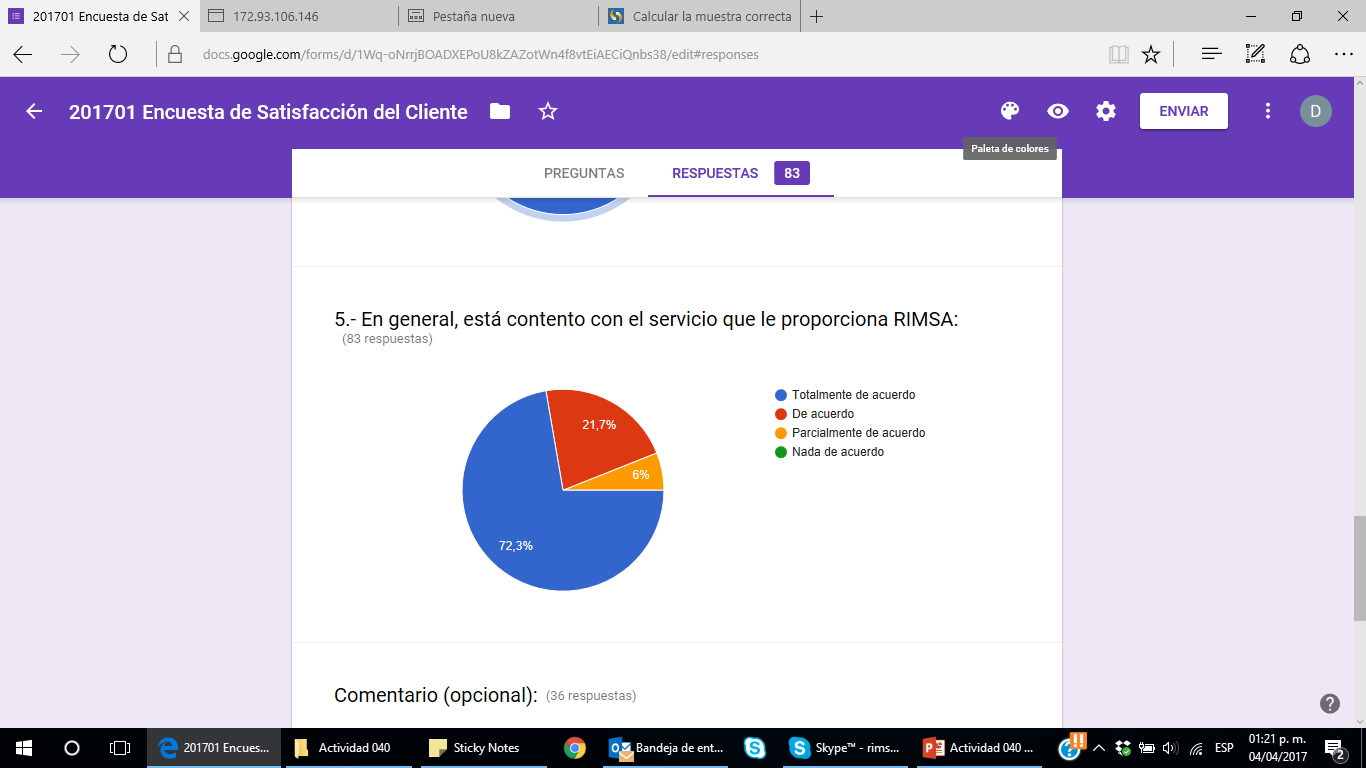 201701 Encuesta de Sat
172.93.106.146
Pestaña nueva
Calcular la muestra correcta
docs.google.com/forms/d/1Wq-oNrrjBOADXEPoU8kZAZotWn4f8vtEiAECiQnbs38/edit#responses
201701 Encuesta de Satisfacción del Cliente
ENVIAR
D
Paleta de colores
PREGUNTAS
RESPUESTAS 83
5.- En general, está contento con el servicio que le proporciona RIMSA:
(83 respuestas)
Totalmente de acuerdo
De acuerdo
Parcialmente de acuerdo
Nada de acuerdo
21,7%
6%
72,3%
Comentario (opcional): (36 respuestas)
201701 Encues...
Actividad 040
Sticky Notes
Bandeja de ent...
Skype™ - rims...
Actividad 040 ...
ESP
01:21 p. m.
04/04/2017
2